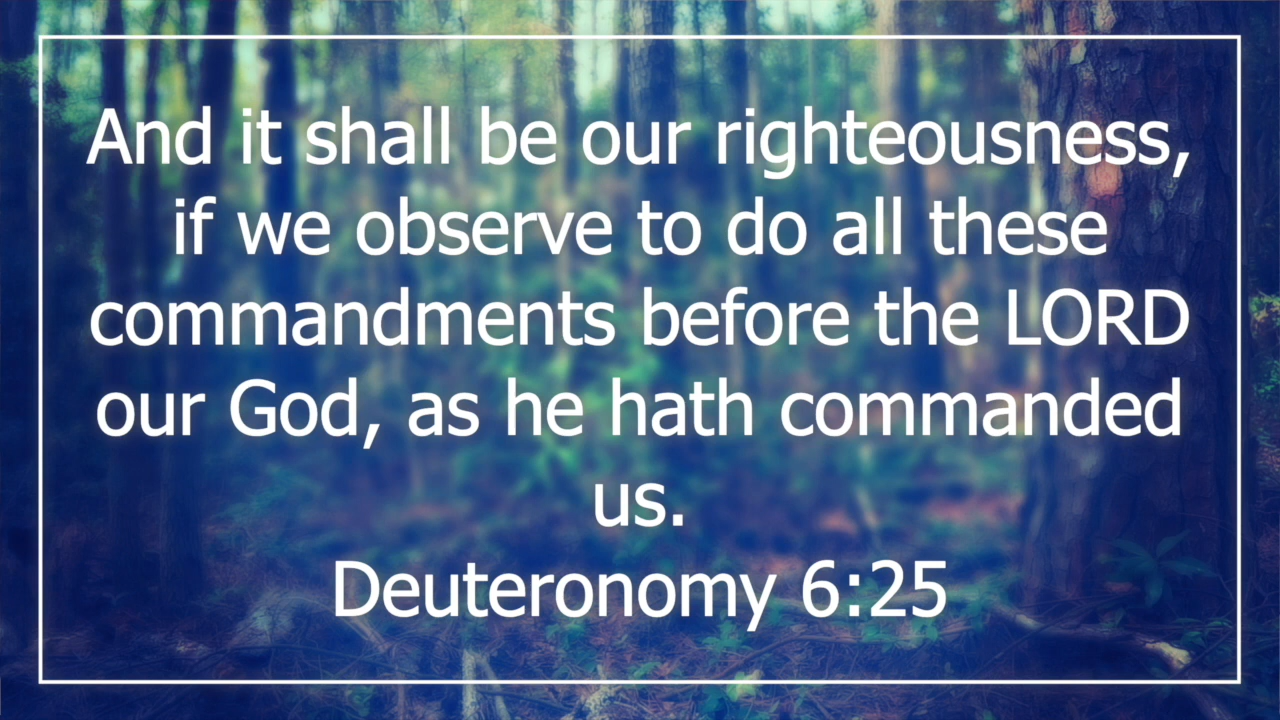 And it shall be our righteousness,
if we observe to do all these
commandments before the LORD
our God, as he hath commanded
us.
Deuteronomy 6:25